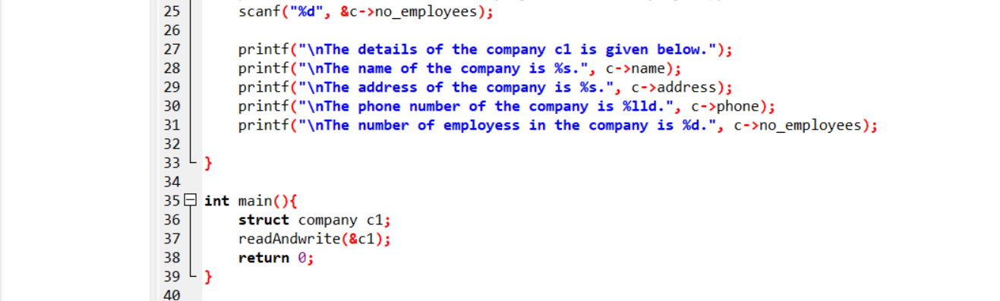 25 scanf("%d", &c->no_employees);
26
27 printf("\nThe details of the company c1 is given below.");
28 printf("\nThe name of the company is %s.", c->name);
29 printf("\nThe address of the company is %s.", c->address);
30 printf("\nThe phone number of the company is %lld.", c->phone);
31 printf("\nThe number of employess in the company is %d.", c->no_employees);
32
33 }
34
35 int main(){
36 struct company c1;
37 readAndwrite(&c1);
38 return 0;
39 }
40